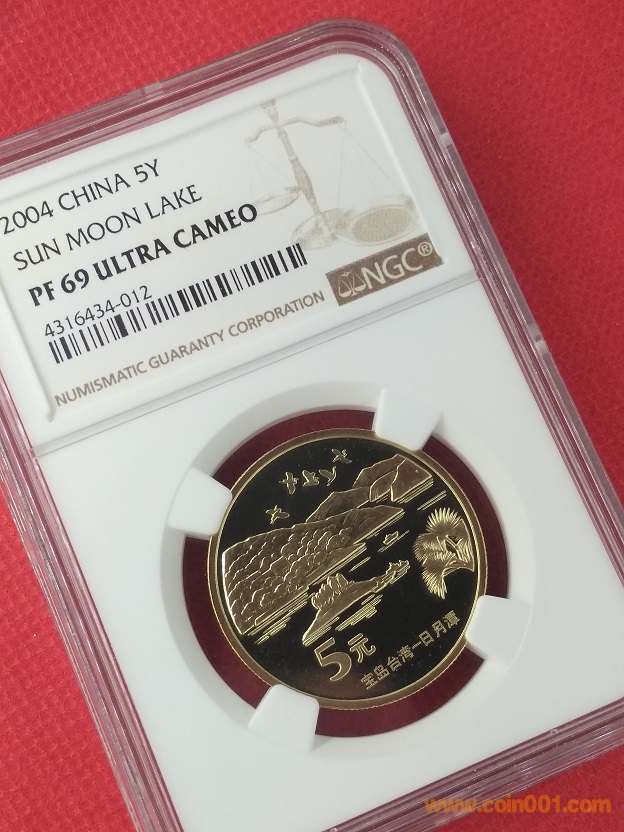 2004 CHINA 5Y
SUN MOON LAKE
PF 69 ULTRA CAMEO
4316434-012
NGC®
NUMISMATIC GUARANTY CORPORATION
5元
宝岛台湾—日月潭
www.coin001.com